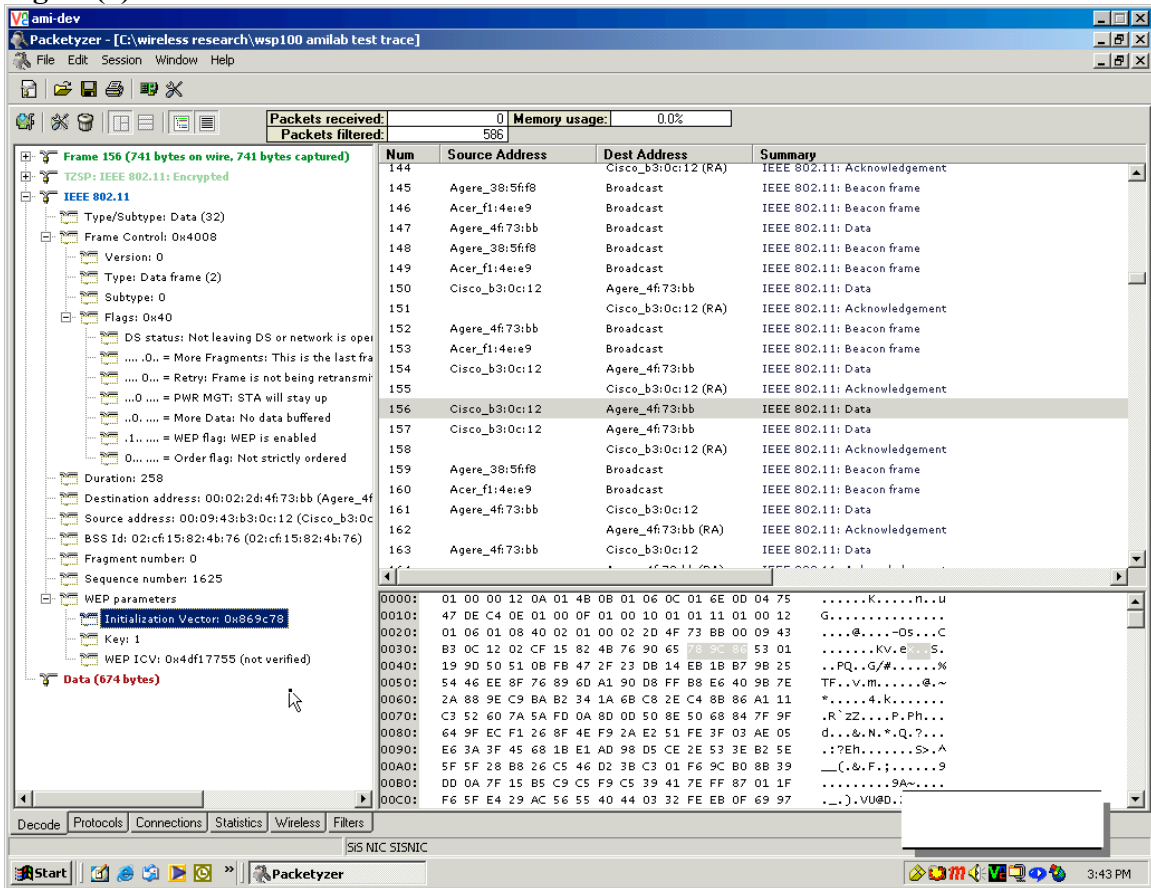 ami-dev
Packetyzer - [C:\wireless research\wsp100 amilab test trace]
File Edit Session Window Help
Packets received: 0 Memory usage: 0.0%
Packets filtered: 586
Frame 156 (741 bytes on wire, 741 bytes captured)
TZSP: IEEE 802.11: Encrypted
IEEE 802.11
Type/Subtype: Data (32)
Frame Control: 0x4008
Version: 0
Type: Data frame (2)
Subtype: 0
Flags: 0x40
DS status: Not leaving DS or network is oper
.... .0.. = More Fragments: This is the last fra
.... 0... = Retry: Frame is not being retransmi
...0 .... = PWR MGT: STA will stay up
..0. .... = More Data: No data buffered
.1.. .... = WEP flag: WEP is enabled
0... .... = Order flag: Not strictly ordered
Duration: 258
Destination address: 00:02:2d:4f:73:bb (Agere_4f
Source address: 00:09:43:b3:0c:12 (Cisco_b3:0c
BSS Id: 02:cf:15:82:4b:76 (02:cf:15:82:4b:76)
Fragment number: 0
Sequence number: 1625
WEP parameters
Initialization Vector: 0x869c78
Key: 1
WEP ICV: 0x4df17755 (not verified)
Data (674 bytes)
Num Source Address Dest Address Summary
144 Cisco_b3:0c:12 (RA) IEEE 802.11: Acknowledgement
145 Agere_38:5f:f8 Broadcast IEEE 802.11: Beacon frame
146 Acer_f1:4e:e9 Broadcast IEEE 802.11: Beacon frame
147 Agere_4f:73:bb Broadcast IEEE 802.11: Data
148 Agere_38:5f:f8 Broadcast IEEE 802.11: Beacon frame
149 Acer_f1:4e:e9 Broadcast IEEE 802.11: Beacon frame
150 Cisco_b3:0c:12 Agere_4f:73:bb IEEE 802.11: Data
151 Cisco_b3:0c:12 (RA) IEEE 802.11: Acknowledgement
152 Agere_4f:73:bb Broadcast IEEE 802.11: Beacon frame
153 Acer_f1:4e:e9 Broadcast IEEE 802.11: Beacon frame
154 Cisco_b3:0c:12 Agere_4f:73:bb IEEE 802.11: Data
155 Cisco_b3:0c:12 (RA) IEEE 802.11: Acknowledgement
156 Cisco_b3:0c:12 Agere_4f:73:bb IEEE 802.11: Data
157 Cisco_b3:0c:12 Agere_4f:73:bb IEEE 802.11: Data
158 Cisco_b3:0c:12 (RA) IEEE 802.11: Acknowledgement
159 Agere_38:5f:f8 Broadcast IEEE 802.11: Beacon frame
160 Acer_f1:4e:e9 Broadcast IEEE 802.11: Beacon frame
161 Agere_4f:73:bb Cisco_b3:0c:12 IEEE 802.11: Data
162 Agere_4f:73:bb (RA) IEEE 802.11: Acknowledgement
163 Agere_4f:73:bb Cisco_b3:0c:12 IEEE 802.11: Data
0000: 01 00 00 12 0A 01 4B 0B 01 06 0C 01 6E 0D 04 75 ......K.....n..u
0010: 47 DE C4 0E 01 00 0F 01 00 10 01 01 11 01 00 12 G...............
0020: 01 06 01 08 40 02 01 00 02 2D 4F 73 BB 00 09 43 ....@....-Os...C
0030: B3 0C 12 02 CF 15 82 4B 76 90 65 78 9C 86 53 01 .......Kv.ex..S.
0040: 19 9D 50 51 0B FB 47 2F 23 DB 14 EB 1B B7 9B 25 ..PQ..G/#......%
0050: 54 46 EE 8F 76 89 6D A1 90 D8 FF B8 E6 40 9B 7E TF..v.m......@.~
0060: 2A 88 9E C9 BA B2 34 1A 6B C8 2E C4 8B 86 A1 11 *.....4.k.......
0070: C3 52 60 7A 5A FD 0A 8D 0D 50 8E 50 68 84 7F 9F .R`zZ....P.Ph...
0080: 64 9F EC F1 26 8F 4E F9 2A E2 51 FE 3F 03 AE 05 d...&.N.*.Q.?...
0090: E6 3A 3F 45 68 1B E1 AD 98 D5 CE 2E 53 3E B2 5E .:?Eh.......S>.^
00A0: 5F 5F 28 B8 26 C5 46 D2 3B C3 01 F6 9C B0 8B 39 __(.&.F.;......9
00B0: DD 0A 7F 15 B5 C9 C5 F9 C5 39 41 7E FF 87 01 1F .........9A~....
00C0: F6 5F E4 29 AC 56 55 40 44 03 32 FE EB 0F 69 97 ._.).VU@D.
Decode Protocols Connections Statistics Wireless Filters
SiS NIC SISNIC
Start Packetyzer 3:43 PM